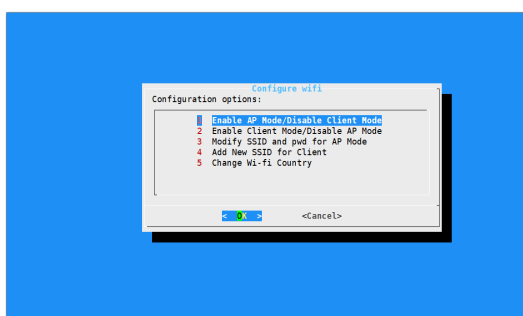 Configure wifi
Configuration options:
1 Enable AP Mode/Disable Client Mode
2 Enable Client Mode/Disable AP Mode
3 Modify SSID and pwd for AP Mode
4 Add New SSID for Client
5 Change Wi-fi Country
< OK > <Cancel>